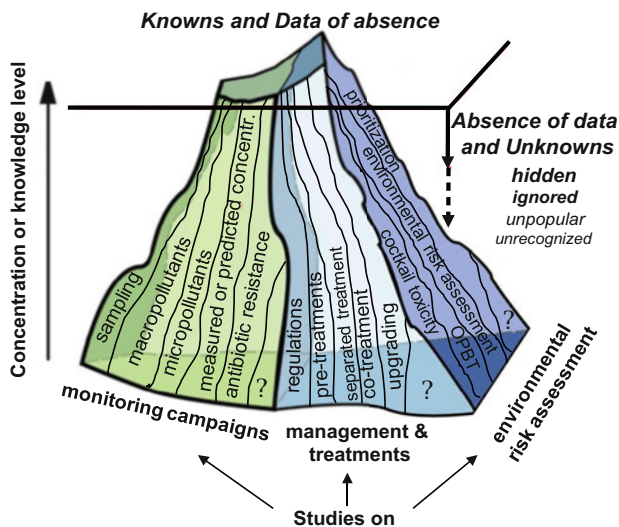 Knowns and Data of absence
Concentration or knowledge level
Absence of data
and Unknowns
hidden
ignored
unpopular
unrecognized
sampling
macropollutants
micropollutants
measured or predicted concentr.
antibiotic resistance
?
regulations
pre-treatments
separated treatment
co-treatment
upgrading
?
prioritization
environmental risk assessment
coctkail toxicity
OPBT
?
monitoring campaigns
management &
treatments
environmental
risk assessment
Studies on